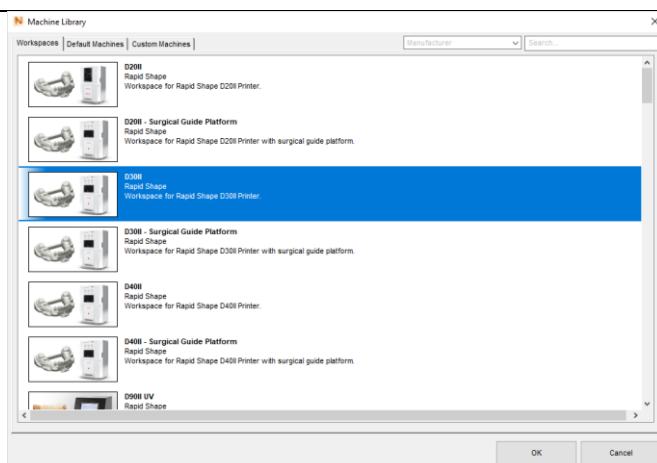 Machine Library
Workspaces Default Machines Custom Machines Manufacturer Search...
D20II
Rapid Shape
Workspace for Rapid Shape D20II Printer.
D20II - Surgical Guide Platform
Rapid Shape
Workspace for Rapid Shape D20II Printer with surgical guide platform.
D30II
Rapid Shape
Workspace for Rapid Shape D30II Printer.
D30II - Surgical Guide Platform
Rapid Shape
Workspace for Rapid Shape D30II Printer with surgical guide platform.
D40II
Rapid Shape
Workspace for Rapid Shape D40II Printer.
D40II - Surgical Guide Platform
Rapid Shape
Workspace for Rapid Shape D40II Printer with surgical guide platform.
D90II UV
Rapid Shape
OK Cancel